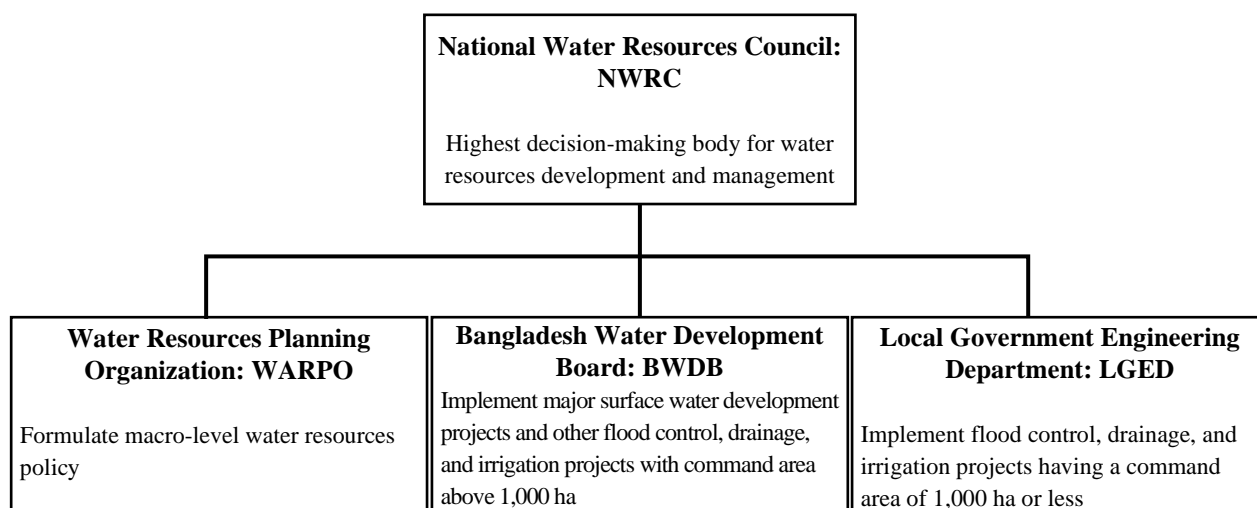 National Water Resources Council:
NWRC
Highest decision-making body for water
resources development and management
Water Resources Planning
Organization: WARPO
Formulate macro-level water resources
policy
Bangladesh Water Development
Board: BWDB
Implement major surface water development
projects and other flood control, drainage,
and irrigation projects with command area
above 1,000 ha
Local Government Engineering
Department: LGED
Implement flood control, drainage, and
irrigation projects having a command
area of 1,000 ha or less